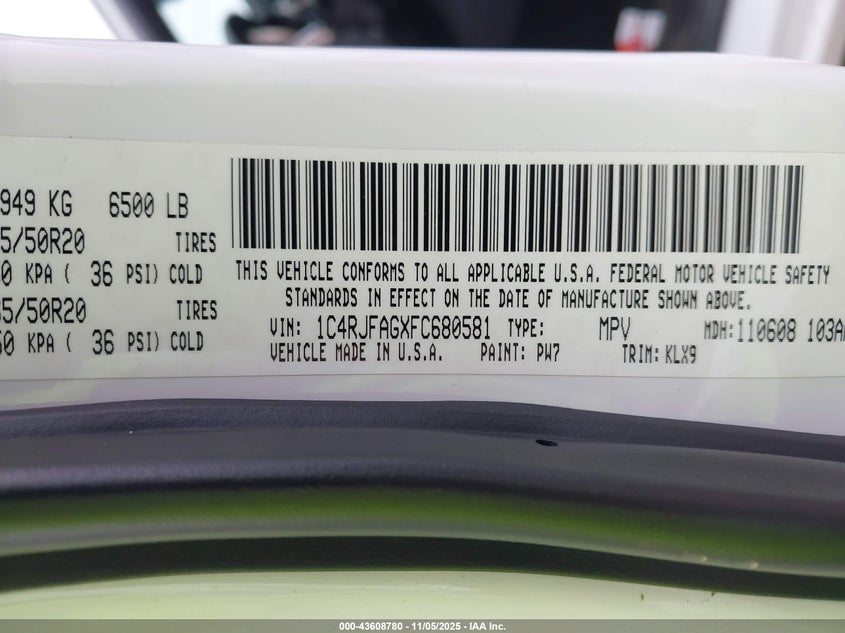 949 KG 6500 LB
5/50R20 TIRES
0 KPA ( 36 PSI) COLD
5/50R20 TIRES
50 KPA ( 36 PSI) COLD
THIS VEHICLE CONFORMS TO ALL APPLICABLE U.S.A. FEDERAL MOTOR VEHICLE SAFETY
STANDARDS IN EFFECT ON THE DATE OF MANUFACTURE SHOWN ABOVE.
VIN: 1C4RJFAGXFC680581 TYPE: MPV MDH: 110608 103A
VEHICLE MADE IN U.S.A. PAINT: PW7 TRIM: KLX9
000-43608780 - 11/05/2025 - IAA Inc.